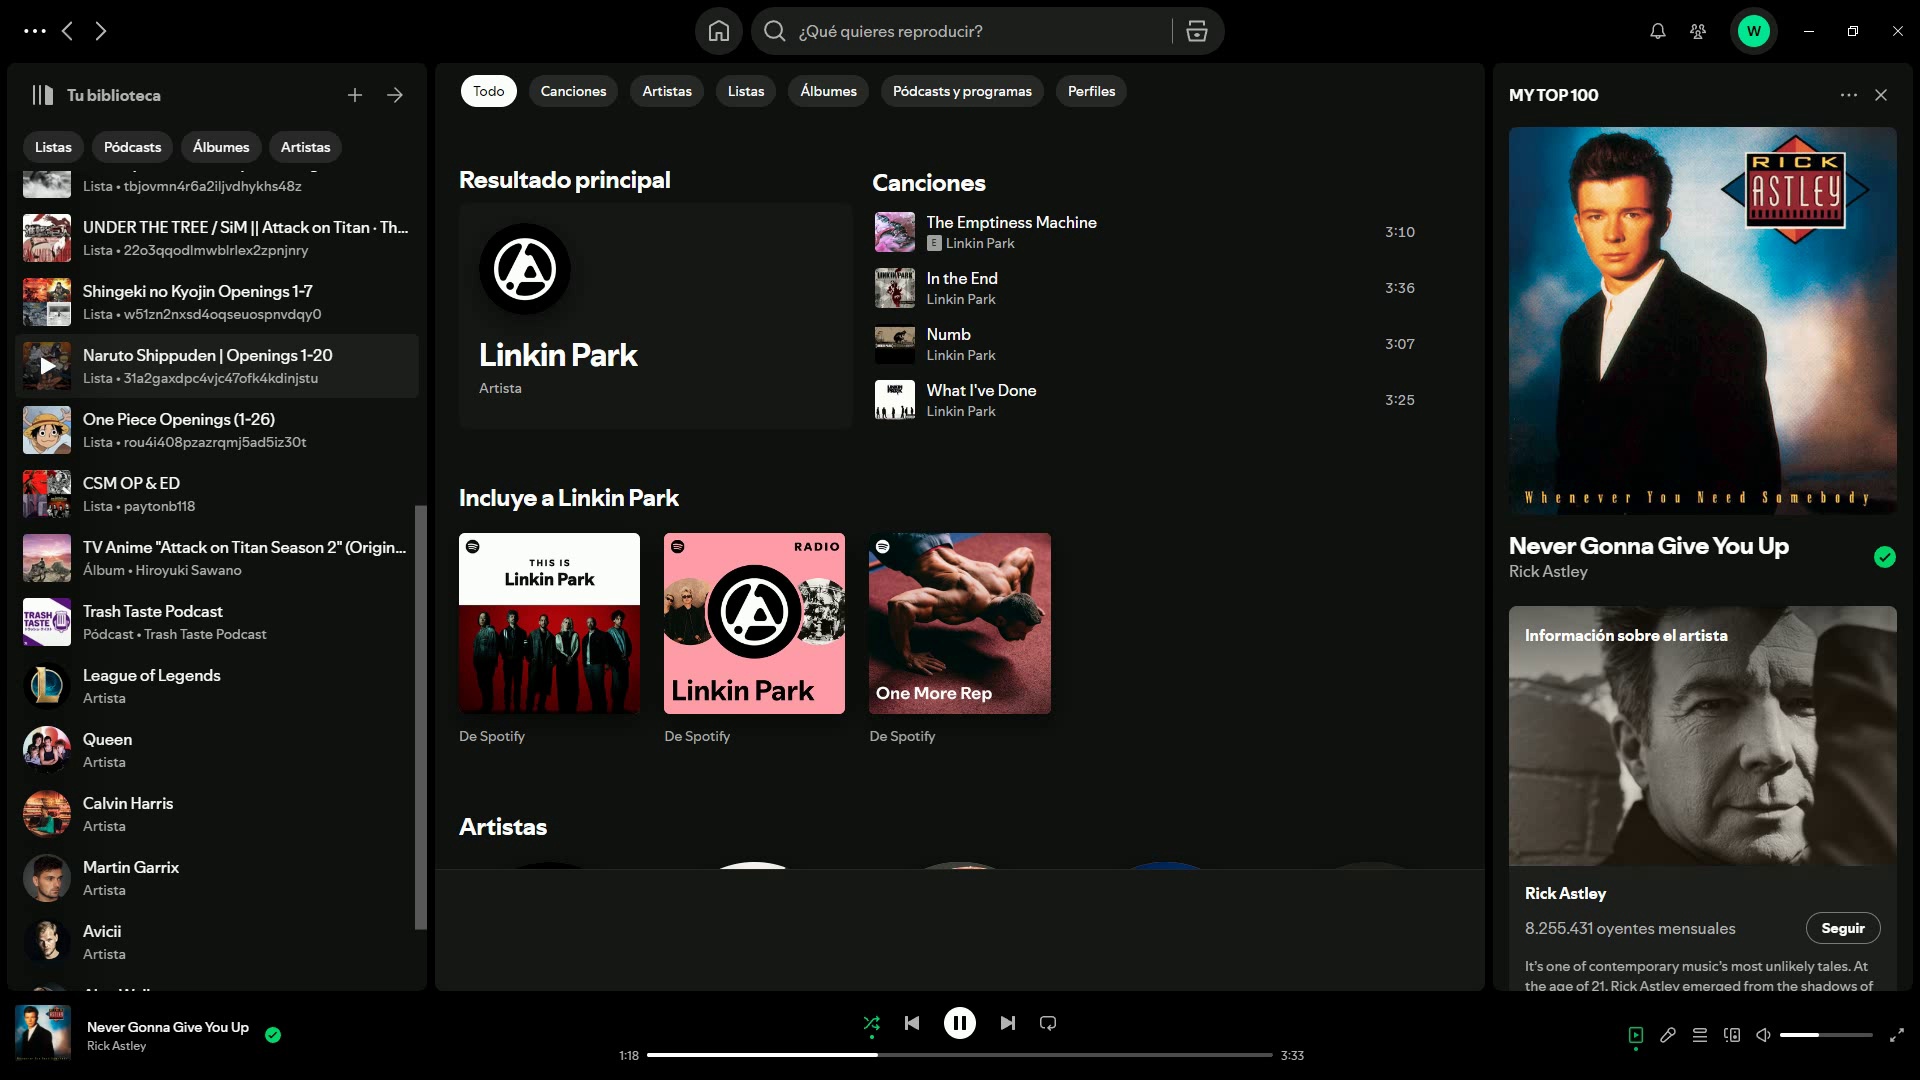 ¿Qué quieres reproducir?
W
Tu biblioteca
Listas
Pódcasts
Álbumes
Artistas
Lista • tbjovmn4r6a2iljvdhykhs48z
UNDER THE TREE / SiM || Attack on Titan · Th...
Lista • 22o3qqodlmwblrlex2zpnjnry
Shingeki no Kyojin Openings 1-7
Lista • w51zn2nxsd4oqseuospnvdqy0
Naruto Shippuden | Openings 1-20
Lista • 31a2gaxdpc4vjc47ofk4kdinjstu
One Piece Openings (1-26)
Lista • rou4i408pzazrqmj5ad5iz30t
CSM OP & ED
Lista • paytonb118
TV Anime "Attack on Titan Season 2" (Origin...
Álbum • Hiroyuki Sawano
TRASH
TASTE
Trash Taste Podcast
Pódcast • Trash Taste Podcast
League of Legends
Artista
Queen
Artista
Calvin Harris
Artista
Martin Garrix
Artista
Avicii
Artista
Todo
Canciones
Artistas
Listas
Álbumes
Pódcasts y programas
Perfiles
Resultado principal
Linkin Park
Artista
Canciones
The Emptiness Machine
E Linkin Park
3:10
In the End
Linkin Park
3:36
Numb
Linkin Park
3:07
What I've Done
Linkin Park
3:25
Incluye a Linkin Park
THIS IS
Linkin Park
De Spotify
RADIO
Linkin Park
De Spotify
One More Rep
De Spotify
Artistas
MY TOP 100
RICK
ASTLEY
Whenever You Need Somebody
Never Gonna Give You Up
Rick Astley
Información sobre el artista
Rick Astley
8.255.431 oyentes mensuales
Seguir
It's one of contemporary music's most unlikely tales. At
the age of 21, Rick Astley emerged from the shadows of
Never Gonna Give You Up
Rick Astley
1:18
3:33